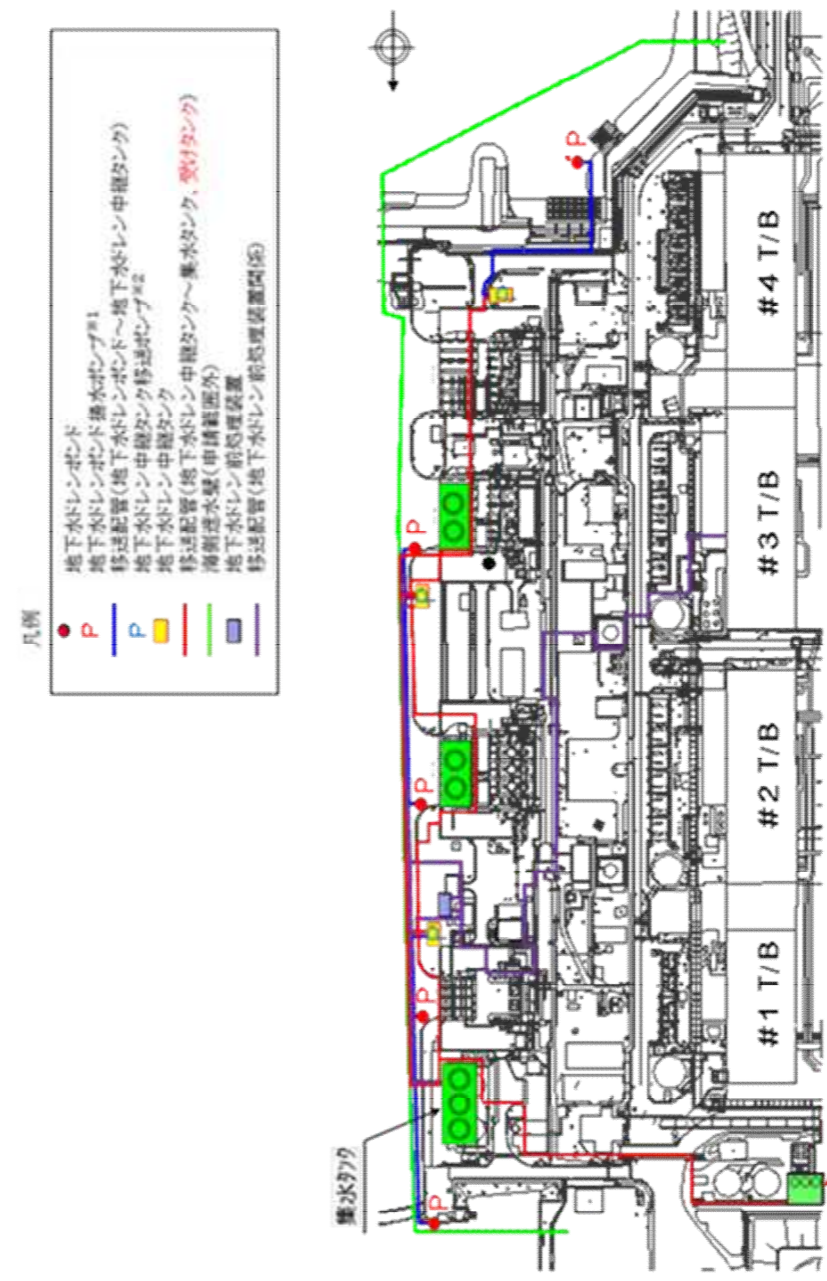 凡例
地下水ドレンポンド
P 地下水ドレンポンド揚水ポンプ※1
移送配管(地下水ドレンポンド～地下水ドレン中継タンク)
P 地下水ドレン中継タンク移送ポンプ※2
地下水ドレン中継タンク
移送配管(地下水ドレン中継タンク～集水タンク、受けタンク)
海側遮水壁(申請範囲外)
地下水ドレン前処理装置
移送配管(地下水ドレン前処理装置関係)
集水タンク
P
P
P
P
P
#1 T/B
#2 T/B
#3 T/B
#4 T/B